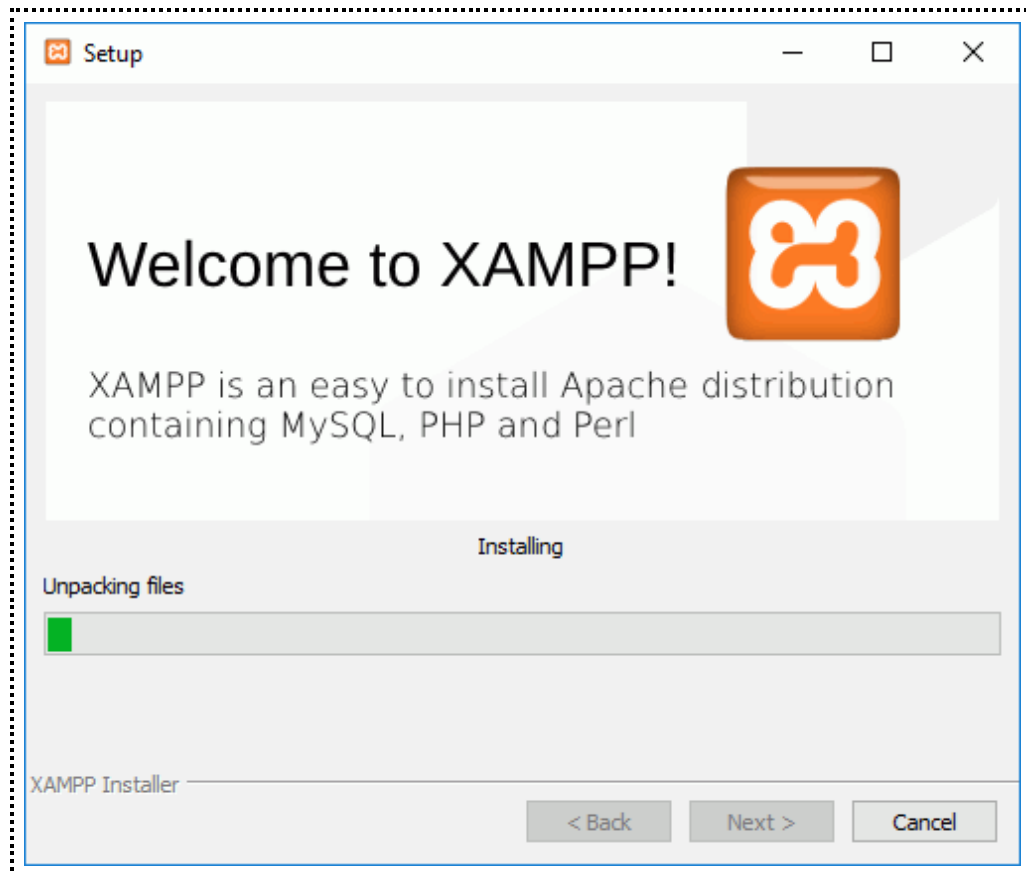 Setup
Welcome to XAMPP!
XAMPP is an easy to install Apache distribution
containing MySQL, PHP and Perl
Installing
Unpacking files
XAMPP Installer
< Back
Next >
Cancel